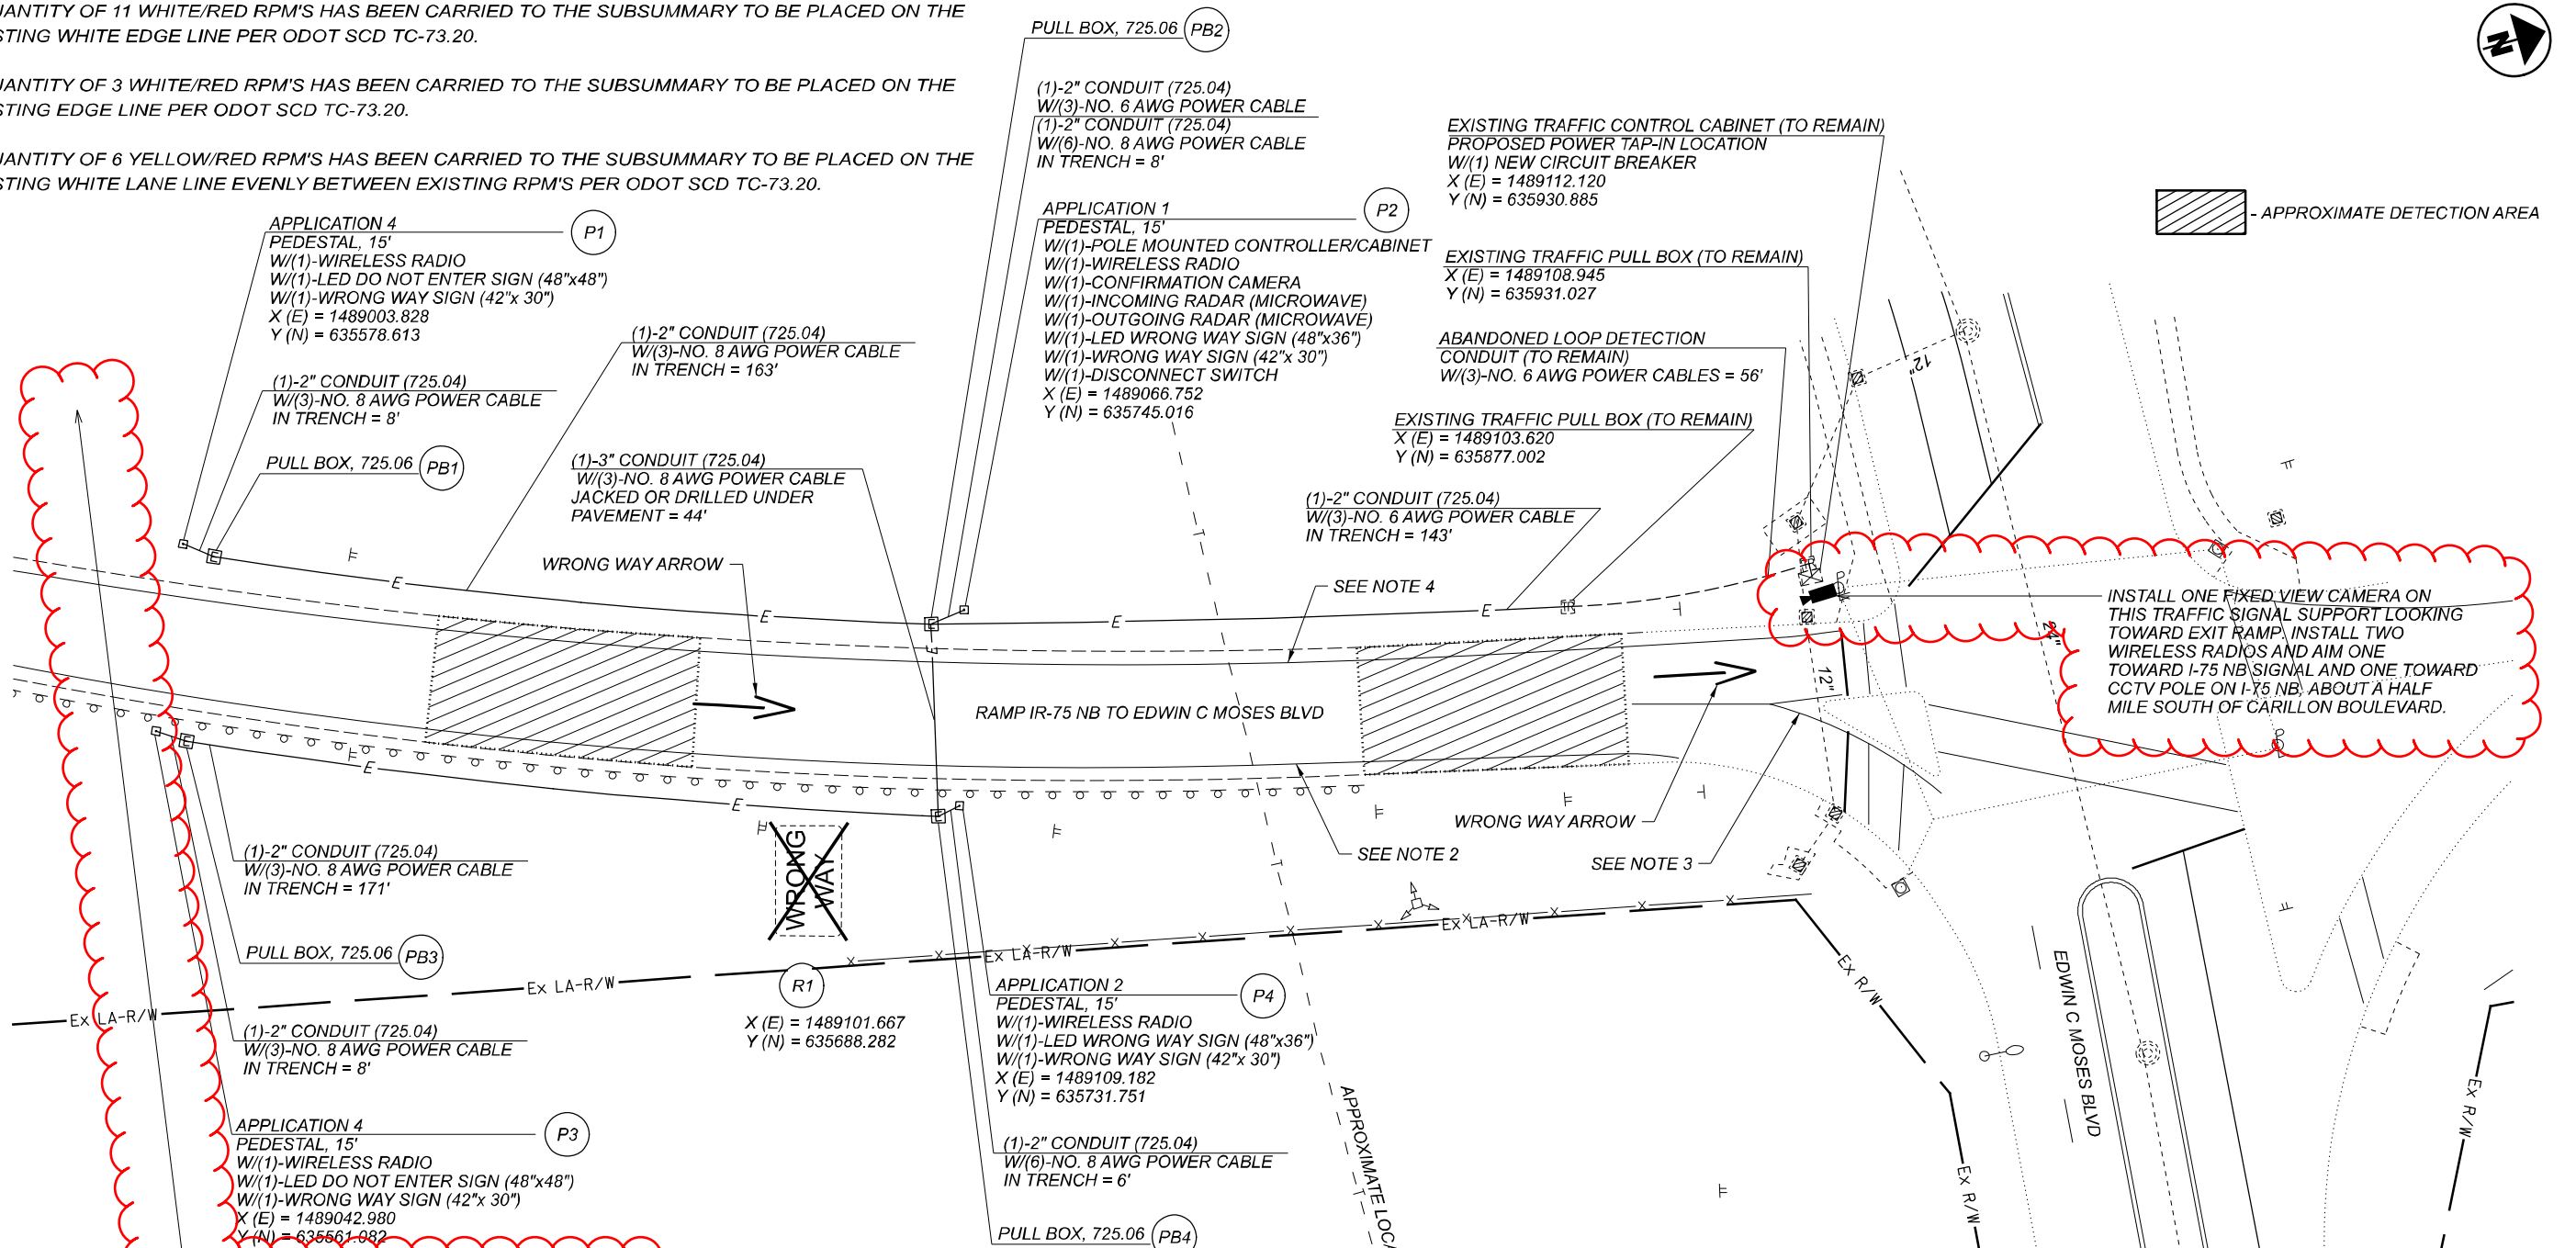 UANTITY OF 11 WHITE/RED RPM'S HAS BEEN CARRIED TO THE SUBSUMMARY TO BE PLACED ON THE
STING WHITE EDGE LINE PER ODOT SCD TC-73.20.
UANTITY OF 3 WHITE/RED RPM'S HAS BEEN CARRIED TO THE SUBSUMMARY TO BE PLACED ON THE
STING EDGE LINE PER ODOT SCD TC-73.20.
UANTITY OF 6 YELLOW/RED RPM'S HAS BEEN CARRIED TO THE SUBSUMMARY TO BE PLACED ON THE
STING WHITE LANE LINE EVENLY BETWEEN EXISTING RPM'S PER ODOT SCD TC-73.20.
PULL BOX, 725.06 PB2
N
(1)-2" CONDUIT (725.04)
W/(3)-NO. 6 AWG POWER CABLE
(1)-2" CONDUIT (725.04)
W/(6)-NO. 8 AWG POWER CABLE
IN TRENCH = 8'
EXISTING TRAFFIC CONTROL CABINET (TO REMAIN)
PROPOSED POWER TAP-IN LOCATION
W/(1) NEW CIRCUIT BREAKER
X (E) = 1489112.120
Y (N) = 635930.885
- APPROXIMATE DETECTION AREA
APPLICATION 4 P1
PEDESTAL, 15'
W/(1)-WIRELESS RADIO
W/(1)-LED DO NOT ENTER SIGN (48"x48")
W/(1)-WRONG WAY SIGN (42"x 30")
X (E) = 1489003.828
Y (N) = 635578.613
APPLICATION 1 P2
PEDESTAL, 15'
W/(1)-POLE MOUNTED CONTROLLER/CABINET
W/(1)-WIRELESS RADIO
W/(1)-CONFIRMATION CAMERA
W/(1)-INCOMING RADAR (MICROWAVE)
W/(1)-OUTGOING RADAR (MICROWAVE)
W/(1)-LED WRONG WAY SIGN (48"x36")
W/(1)-WRONG WAY SIGN (42"x 30")
W/(1)-DISCONNECT SWITCH
X (E) = 1489066.752
Y (N) = 635745.016
EXISTING TRAFFIC PULL BOX (TO REMAIN)
X (E) = 1489108.945
Y (N) = 635931.027
ABANDONED LOOP DETECTION
CONDUIT (TO REMAIN)
W/(3)-NO. 6 AWG POWER CABLES = 56'
EXISTING TRAFFIC PULL BOX (TO REMAIN)
X (E) = 1489103.620
Y (N) = 635877.002
(1)-2" CONDUIT (725.04)
W/(3)-NO. 8 AWG POWER CABLE
IN TRENCH = 163'
(1)-2" CONDUIT (725.04)
W/(3)-NO. 8 AWG POWER CABLE
IN TRENCH = 8'
PULL BOX, 725.06 PB1
(1)-3" CONDUIT (725.04)
W/(3)-NO. 8 AWG POWER CABLE
JACKED OR DRILLED UNDER
PAVEMENT = 44'
(1)-2" CONDUIT (725.04)
W/(3)-NO. 6 AWG POWER CABLE
IN TRENCH = 143'
12"
WRONG WAY ARROW
SEE NOTE 4
E
E
E
E
E
INSTALL ONE FIXED VIEW CAMERA ON
THIS TRAFFIC SIGNAL SUPPORT LOOKING
TOWARD EXIT RAMP. INSTALL TWO
WIRELESS RADIOS AND AIM ONE
TOWARD I-75 NB SIGNAL AND ONE TOWARD
CCTV POLE ON I-75 NB, ABOUT A HALF
MILE SOUTH OF CARILLON BOULEVARD.
24"
12"
RAMP IR-75 NB TO EDWIN C MOSES BLVD
E
E
WRONG WAY ARROW
SEE NOTE 2
SEE NOTE 3
WRONG
WAY
(1)-2" CONDUIT (725.04)
W/(3)-NO. 8 AWG POWER CABLE
IN TRENCH = 171'
PULL BOX, 725.06 PB3
Ex LA-R/W
Ex LA-R/W
Ex LA-R/W
Ex LA-R/W
Ex R/W
EDWIN C MOSES BLVD
Ex R/W
Ex R/W
R1
X (E) = 1489101.667
Y (N) = 635688.282
APPLICATION 2 P4
PEDESTAL, 15'
W/(1)-WIRELESS RADIO
W/(1)-LED WRONG WAY SIGN (48"x36")
W/(1)-WRONG WAY SIGN (42"x 30")
X (E) = 1489109.182
Y (N) = 635731.751
(1)-2" CONDUIT (725.04)
W/(3)-NO. 8 AWG POWER CABLE
IN TRENCH = 8'
APPLICATION 4 P3
PEDESTAL, 15'
W/(1)-WIRELESS RADIO
W/(1)-LED DO NOT ENTER SIGN (48"x48")
W/(1)-WRONG WAY SIGN (42"x 30")
X (E) = 1489042.980
Y (N) = 635561.082
(1)-2" CONDUIT (725.04)
W/(6)-NO. 8 AWG POWER CABLE
IN TRENCH = 6'
PULL BOX, 725.06 PB4
APPROXIMATE LOCA